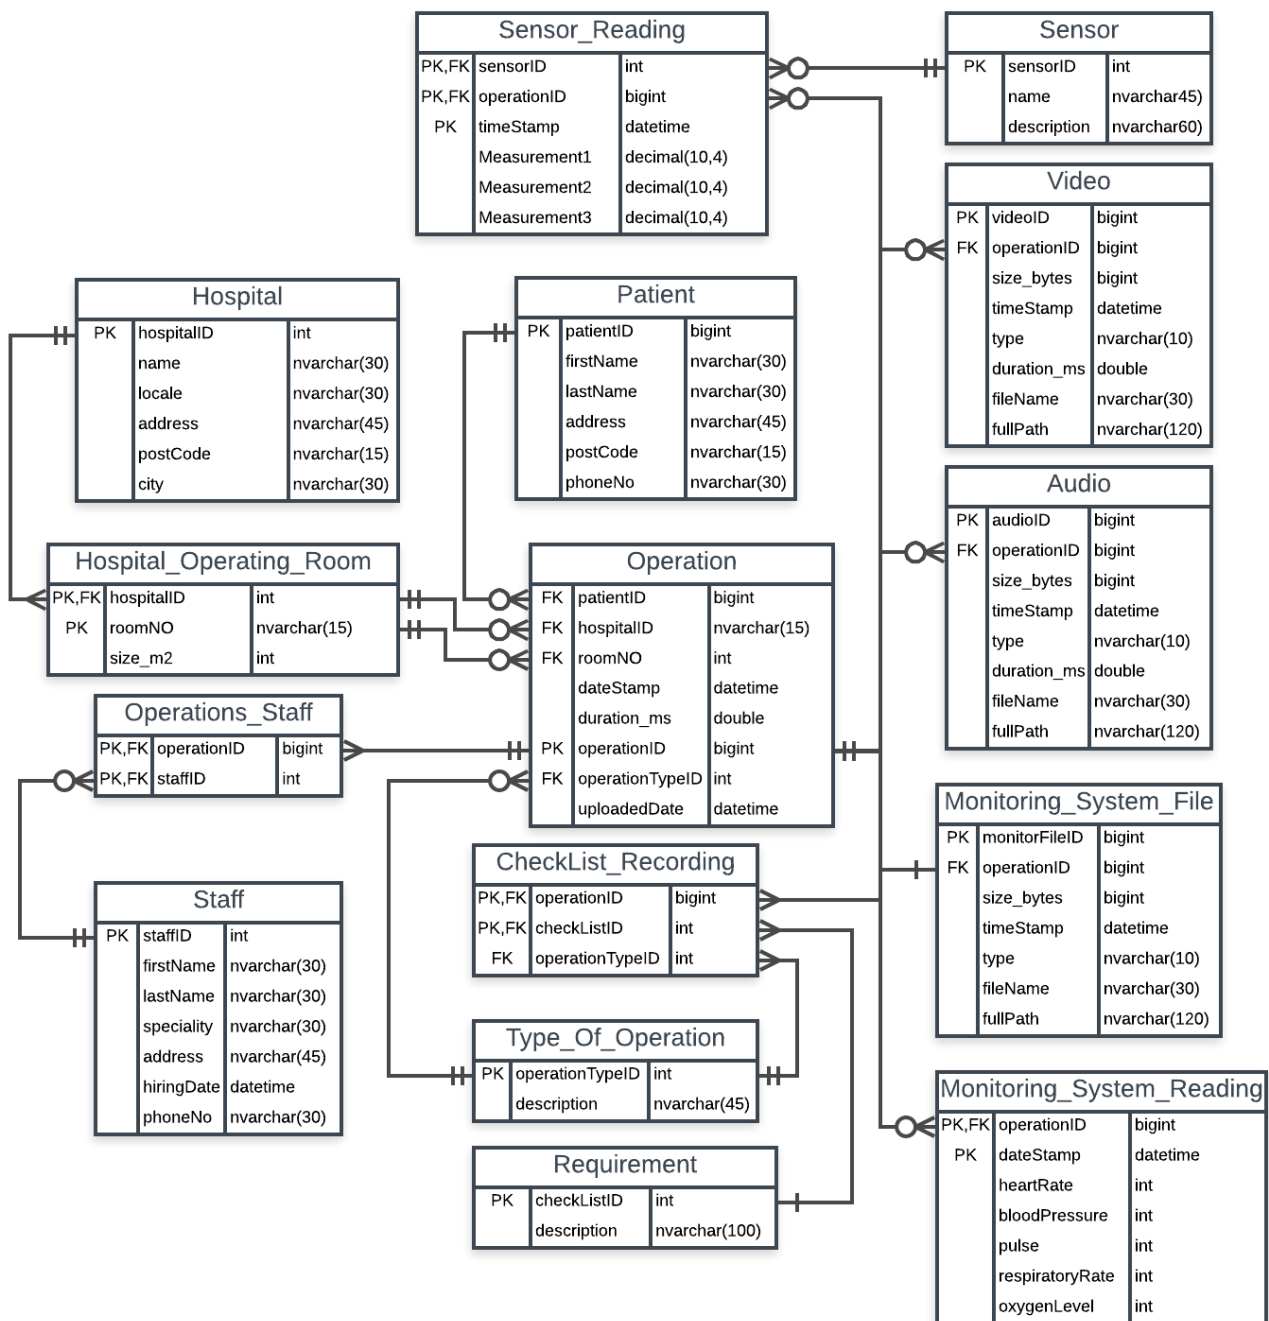 Sensor_Reading
PK,FK sensorID int
PK,FK operationID bigint
PK timeStamp datetime
Measurement1 decimal(10,4)
Measurement2 decimal(10,4)
Measurement3 decimal(10,4)
Sensor
PK sensorID int
name nvarchar45)
description nvarchar60)
Video
PK videoID bigint
FK operationID bigint
size_bytes bigint
timeStamp datetime
type nvarchar(10)
duration_ms double
fileName nvarchar(30)
fullPath nvarchar(120)
Hospital
PK hospitalID int
name nvarchar(30)
locale nvarchar(30)
address nvarchar(45)
postCode nvarchar(15)
city nvarchar(30)
Patient
PK patientID bigint
firstName nvarchar(30)
lastName nvarchar(30)
address nvarchar(45)
postCode nvarchar(15)
phoneNo nvarchar(30)
Audio
PK audioID bigint
FK operationID bigint
size_bytes bigint
timeStamp datetime
type nvarchar(10)
duration_ms double
fileName nvarchar(30)
fullPath nvarchar(120)
Hospital_Operating_Room
PK,FK hospitalID int
PK roomNO nvarchar(15)
size_m2 int
Operation
FK patientID bigint
FK hospitalID nvarchar(15)
FK roomNO int
dateStamp datetime
duration_ms double
PK operationID bigint
FK operationTypeID int
uploadedDate datetime
Operations_Staff
PK,FK operationID bigint
PK,FK staffID int
Monitoring_System_File
PK monitorFileID bigint
FK operationID bigint
size_bytes bigint
timeStamp datetime
type nvarchar(10)
fileName nvarchar(30)
fullPath nvarchar(120)
CheckList_Recording
PK,FK operationID bigint
PK,FK checkListID int
FK operationTypeID int
Staff
PK staffID int
firstName nvarchar(30)
lastName nvarchar(30)
speciality nvarchar(30)
address nvarchar(45)
hiringDate datetime
phoneNo nvarchar(30)
Type_Of_Operation
PK operationTypeID int
description nvarchar(45)
Monitoring_System_Reading
PK,FK operationID bigint
PK dateStamp datetime
heartRate int
bloodPressure int
pulse int
respiratoryRate int
oxygenLevel int
Requirement
PK checkListID int
description nvarchar(100)